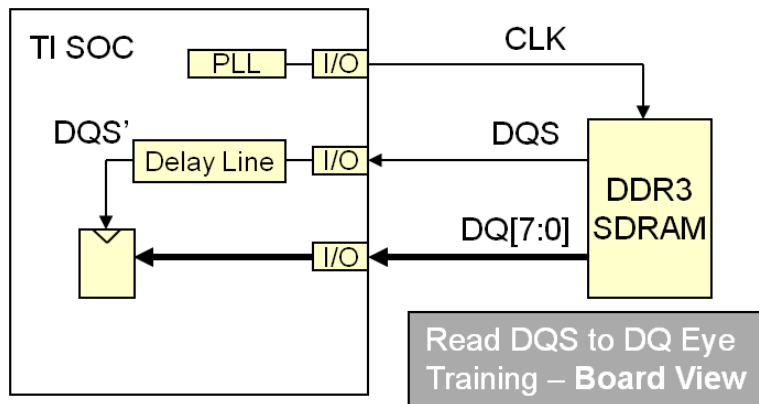 TI SOC
PLL
I/O
CLK
DQS’
Delay Line
I/O
DQS
DDR3
SDRAM
DQ[7:0]
I/O
Read DQS to DQ Eye
Training – Board View